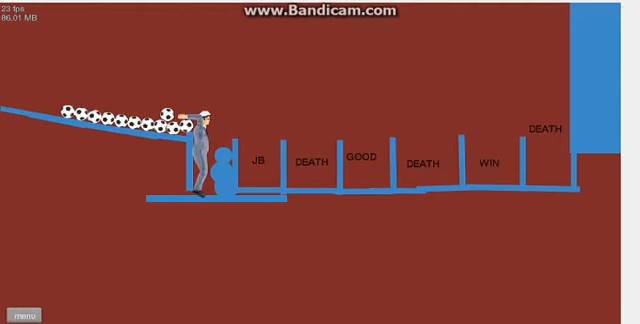 23 fps
86.01 MB
www.Bandicam.com
JB
DEATH
GOOD
DEATH
WIN
DEATH
menu